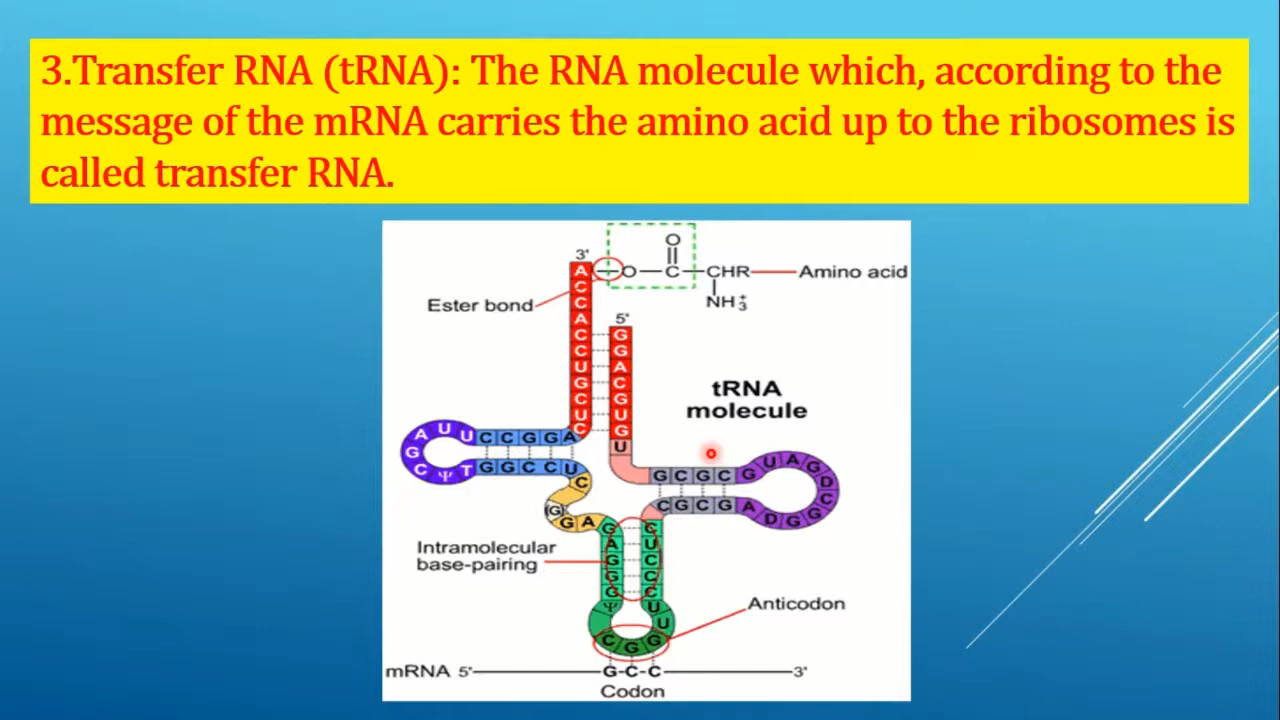 3.Transfer RNA (tRNA): The RNA molecule which, according to the
message of the mRNA carries the amino acid up to the ribosomes is
called transfer RNA.
O
3'
A O C CHR Amino acid
NH3+
Ester bond
C
C
A
C
C
U
G
C
U
C
5'
G
G
A
C
G
U
G
U
tRNA
molecule
A U U C C G G A
G
C Ψ T G G C C U
C
G
G A
G C G C G U A G D C G G D A
C G C G
Intramolecular
base-pairing
G
A
G
G
G
Ψ
C
U
C
C
C
U
U
Anticodon
C G G
mRNA 5' G-C-C 3'
Codon